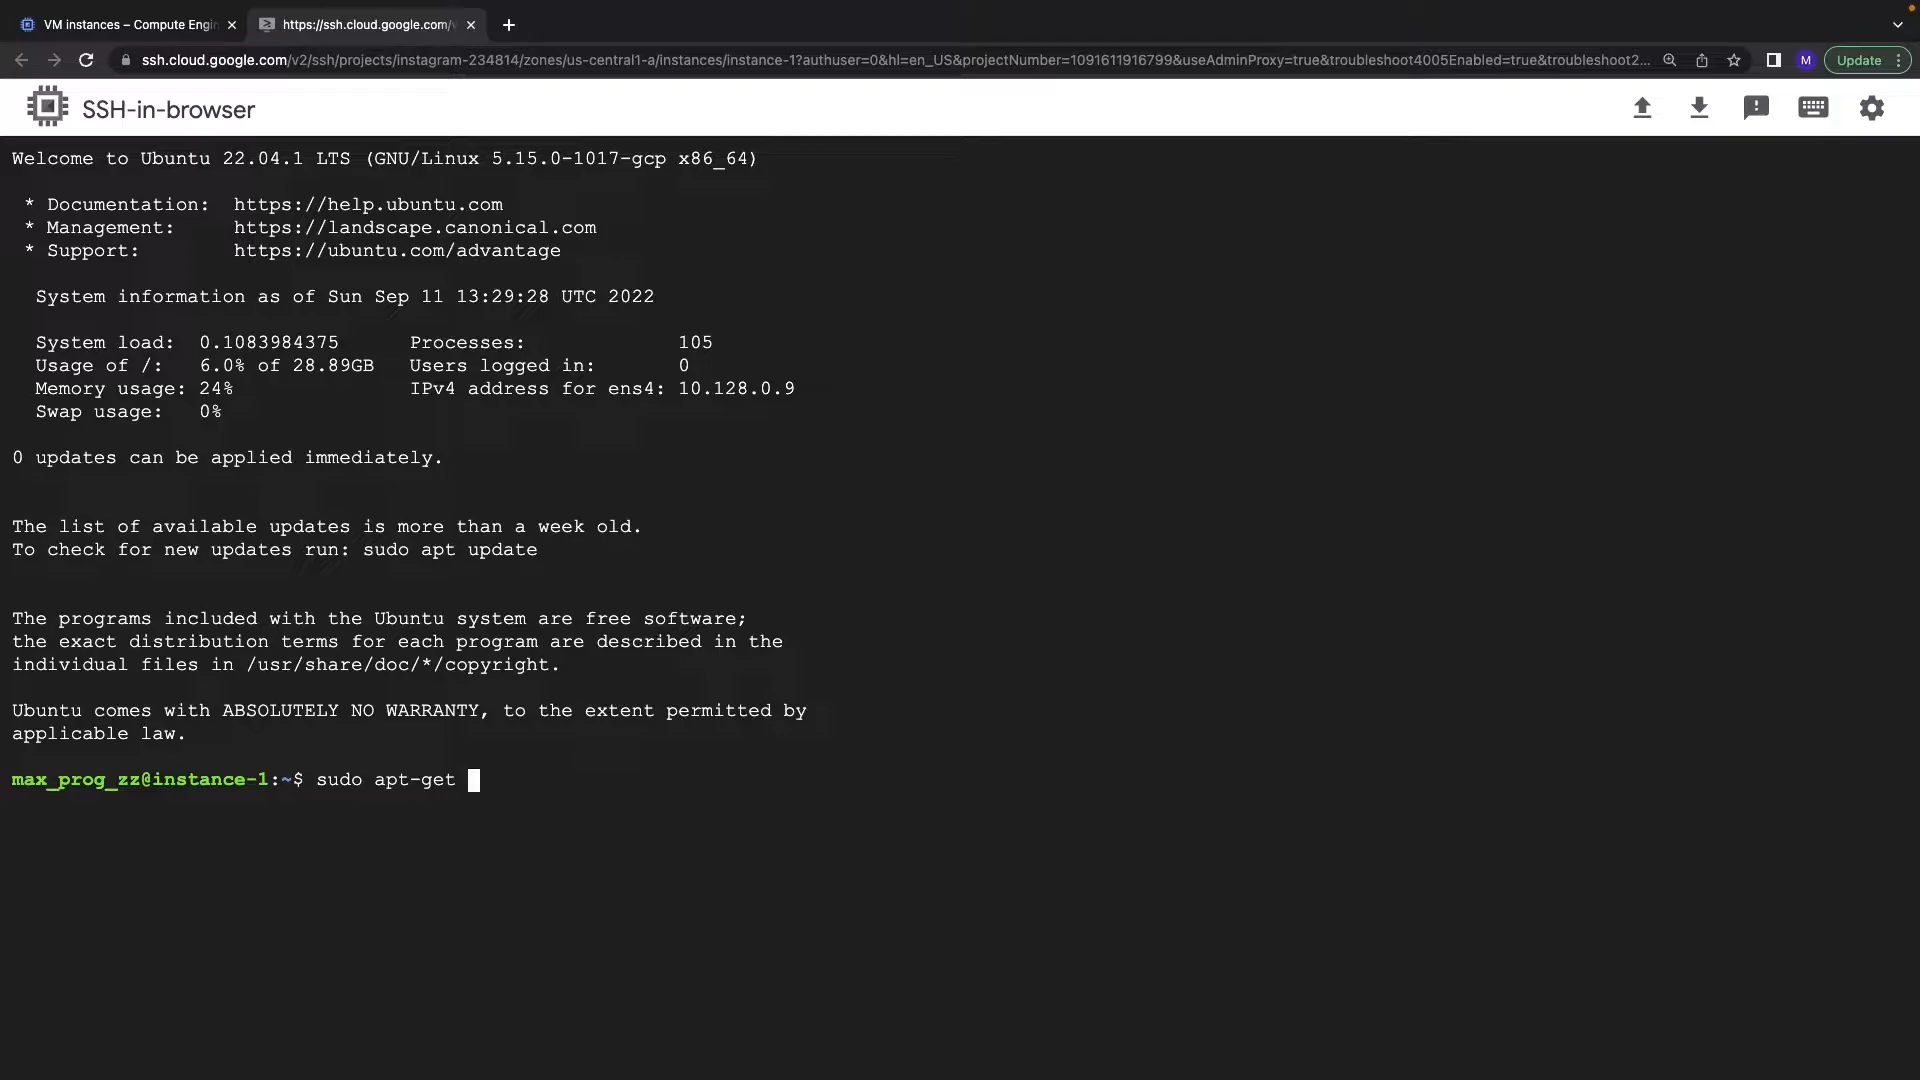 VM instances – Compute Engi
https://ssh.cloud.google.com/v
ssh.cloud.google.com/v2/ssh/projects/instagram-234814/zones/us-central1-a/instances/instance-1?authuser=0&hl=en_US&projectNumber=1091611916799&useAdminProxy=true&troubleshoot4005Enabled=true&troubleshoot2...
M
Update
SSH-in-browser
Welcome to Ubuntu 22.04.1 LTS (GNU/Linux 5.15.0-1017-gcp x86_64)
* Documentation:  https://help.ubuntu.com
* Management:     https://landscape.canonical.com
* Support:        https://ubuntu.com/advantage
System information as of Sun Sep 11 13:29:28 UTC 2022
System load:  0.1083984375      Processes:             105
Usage of /:   6.0% of 28.89GB   Users logged in:       0
Memory usage: 24%               IPv4 address for ens4: 10.128.0.9
Swap usage:   0%
0 updates can be applied immediately.
The list of available updates is more than a week old.
To check for new updates run: sudo apt update
The programs included with the Ubuntu system are free software;
the exact distribution terms for each program are described in the
individual files in /usr/share/doc/*/copyright.
Ubuntu comes with ABSOLUTELY NO WARRANTY, to the extent permitted by
applicable law.
max_prog_zz@instance-1:~$ sudo apt-get